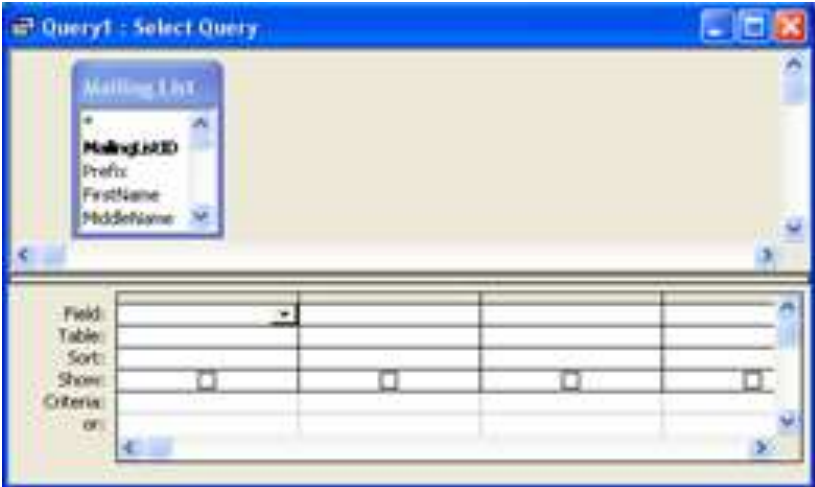 Query1 : Select Query
Mailing List
*
MailingListID
Prefix
FirstName
MiddleName
Field:
Table:
Sort:
Show:
Criteria:
or: